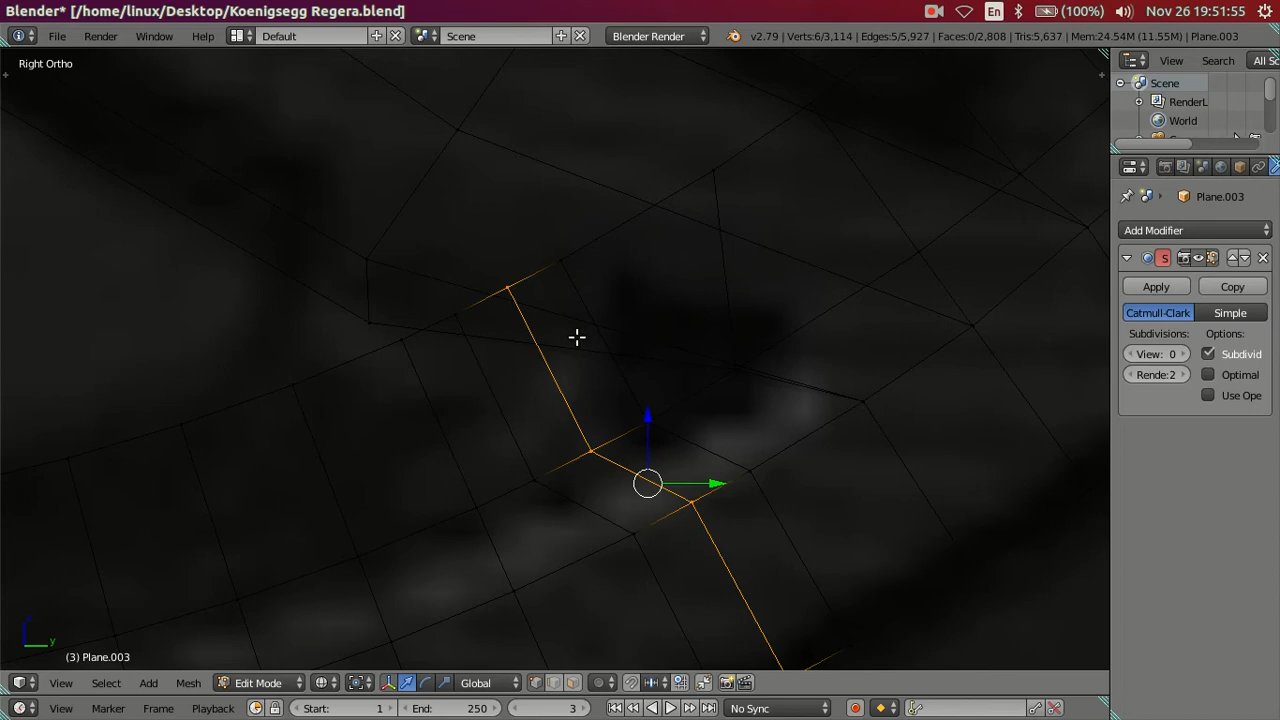 Blender* [/home/linux/Desktop/Koenigsegg Regera.blend]
En (100%) Nov 26 19:51:55
File Render Window Help Default Scene Blender Render v2.79 | Verts:6/3,114 | Edges:5/5,927 | Faces:0/2,808 | Tris:5,637 | Mem:24.54M (11.55M) | Plane.003
Right Ortho
View Search All Sc
Scene
RenderL
World
Plane.003
Add Modifier
S
Apply Copy
Catmull-Clark Simple
Subdivisions: Options:
View: 0 Subdivid
Rende:2 Optimal
Use Ope
y
(3) Plane.003
View Select Add Mesh Edit Mode Global
View Marker Frame Playback Start: 1 End: 250 3 No Sync